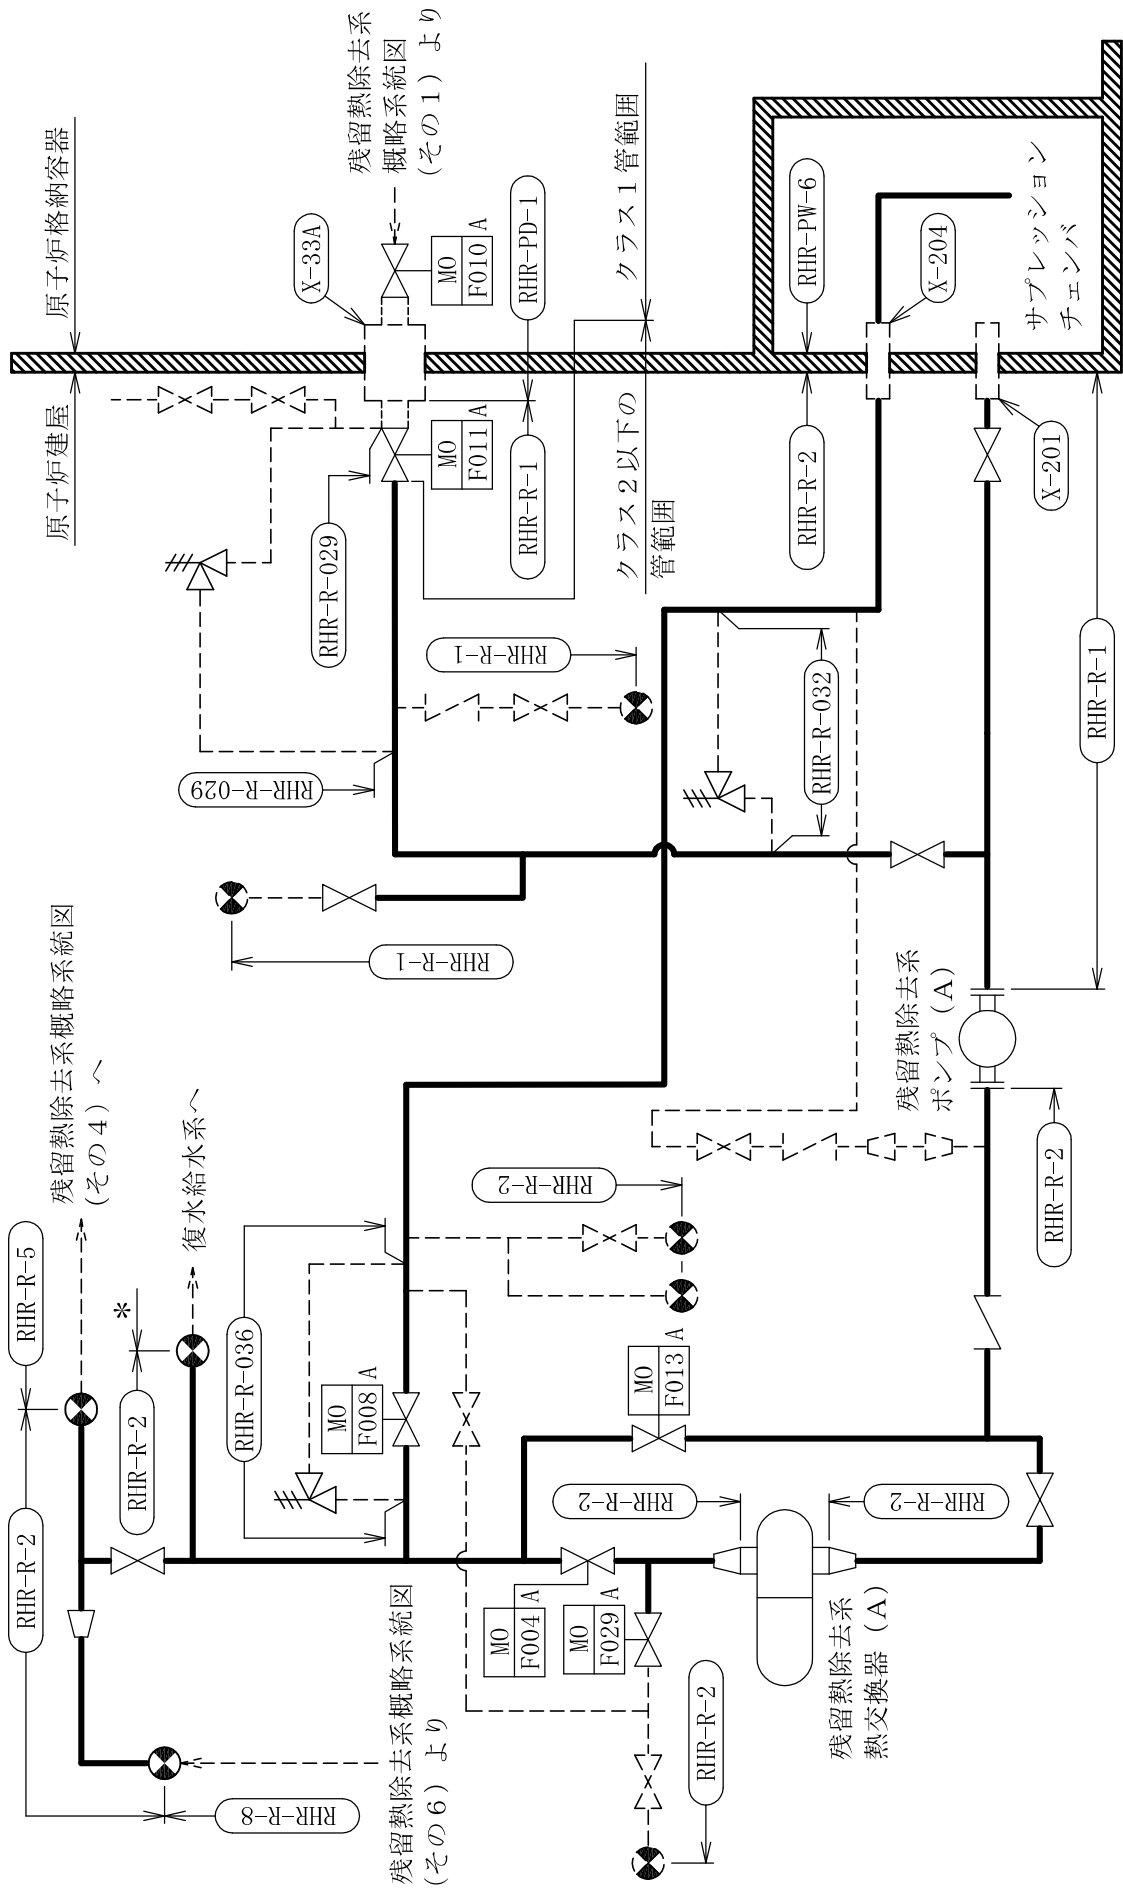 残留熱除去系概略系統図
(その4) へ
復水給水系へ
RHR-R-5
RHR-R-2
RHR-R-2
*
RHR-R-8
残留熱除去系概略系統図
(その6) より
RHR-R-036
MO
F008
A
RHR-R-2
MO
F004
A
MO
F029
A
RHR-R-2
MO
F013
A
RHR-R-2
RHR-R-2
残留熱除去系
熱交換器 (A)
RHR-R-2
残留熱除去系
ポンプ (A)
RHR-R-1
RHR-R-029
RHR-R-1
RHR-R-032
RHR-R-1
原子炉建屋
原子炉格納容器
RHR-R-029
MO
F011
A
RHR-R-1
RHR-PD-1
X-33A
MO
F010
A
残留熱除去系
概略系統図
(その1) より
クラス2以下の
管範囲
クラス1管範囲
RHR-R-2
RHR-PW-6
X-204
X-201
サプレッション
チェンバ